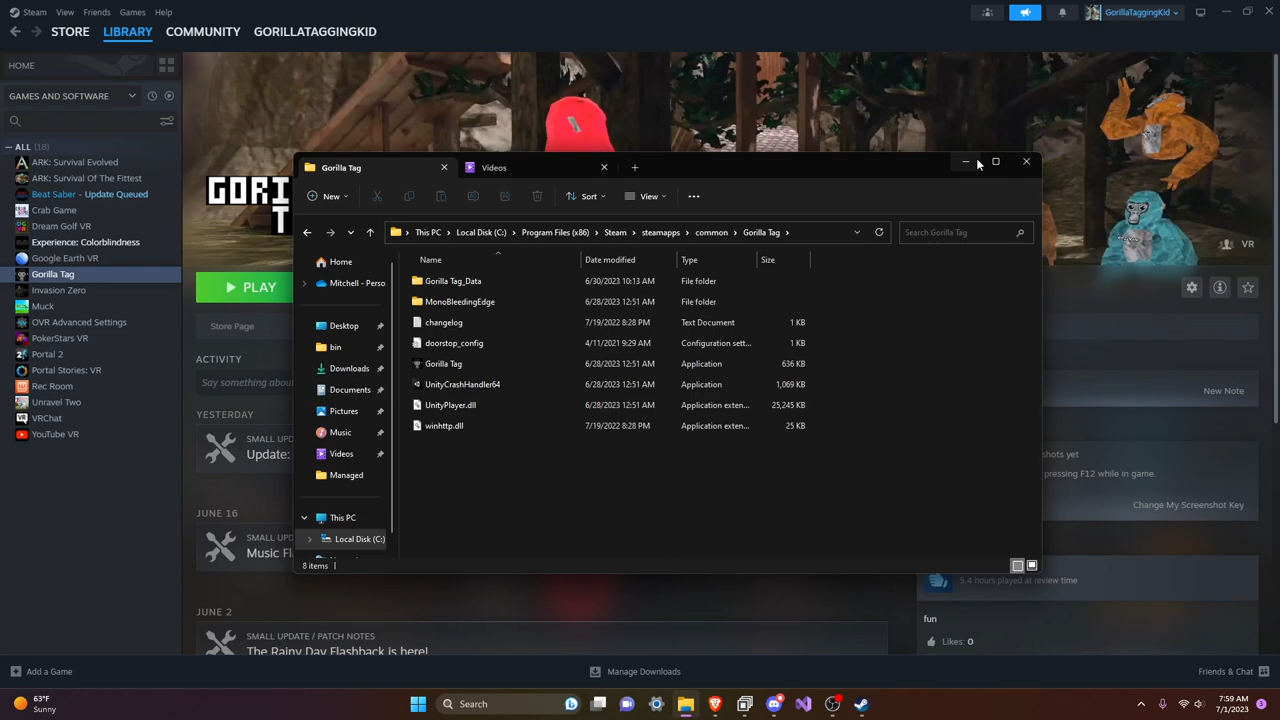 Steam View Friends Games Help
GorillaTaggingKid
STORE LIBRARY COMMUNITY GORILLATAGGINGKID
HOME
GAMES AND SOFTWARE
ALL (18)
ARK: Survival Evolved
ARK: Survival Of The Fittest
Beat Saber - Update Queued
Crab Game
Dream Golf VR
Experience: Colorblindness
Google Earth VR
Gorilla Tag
Invasion Zero
Muck
OVR Advanced Settings
PokerStars VR
Portal 2
Portal Stories: VR
Rec Room
Unravel Two
VRChat
YouTube VR
GORI
T
VR
PLAY
Store Page
ACTIVITY
Say something about
YESTERDAY
SMALL UPD
Update:
JUNE 16
SMALL UPD
Music Fl
JUNE 2
SMALL UPDATE / PATCH NOTES
The Rainy Day Flashback is here!
New Note
shots yet
pressing F12 while in game.
Change My Screenshot Key
5.4 hours played at review time
fun
Likes: 0
Gorilla Tag Videos
New Sort View
This PC Local Disk (C:) Program Files (x86) Steam steamapps common Gorilla Tag
Search Gorilla Tag
Home
Mitchell - Perso
Desktop
bin
Downloads
Documents
Pictures
Music
Videos
Managed
This PC
Local Disk (C:)
Name Date modified Type Size
Gorilla Tag_Data 6/30/2023 10:13 AM File folder
MonoBleedingEdge 6/28/2023 12:51 AM File folder
changelog 7/19/2022 8:28 PM Text Document 1 KB
doorstop_config 4/11/2021 9:29 AM Configuration sett... 1 KB
Gorilla Tag 6/28/2023 12:51 AM Application 636 KB
UnityCrashHandler64 6/28/2023 12:51 AM Application 1,069 KB
UnityPlayer.dll 6/28/2023 12:51 AM Application exten... 25,245 KB
winhttp.dll 7/19/2022 8:28 PM Application exten... 25 KB
8 items
Add a Game Manage Downloads Friends & Chat
63°F
Sunny
Search
7:59 AM
7/1/2023
3